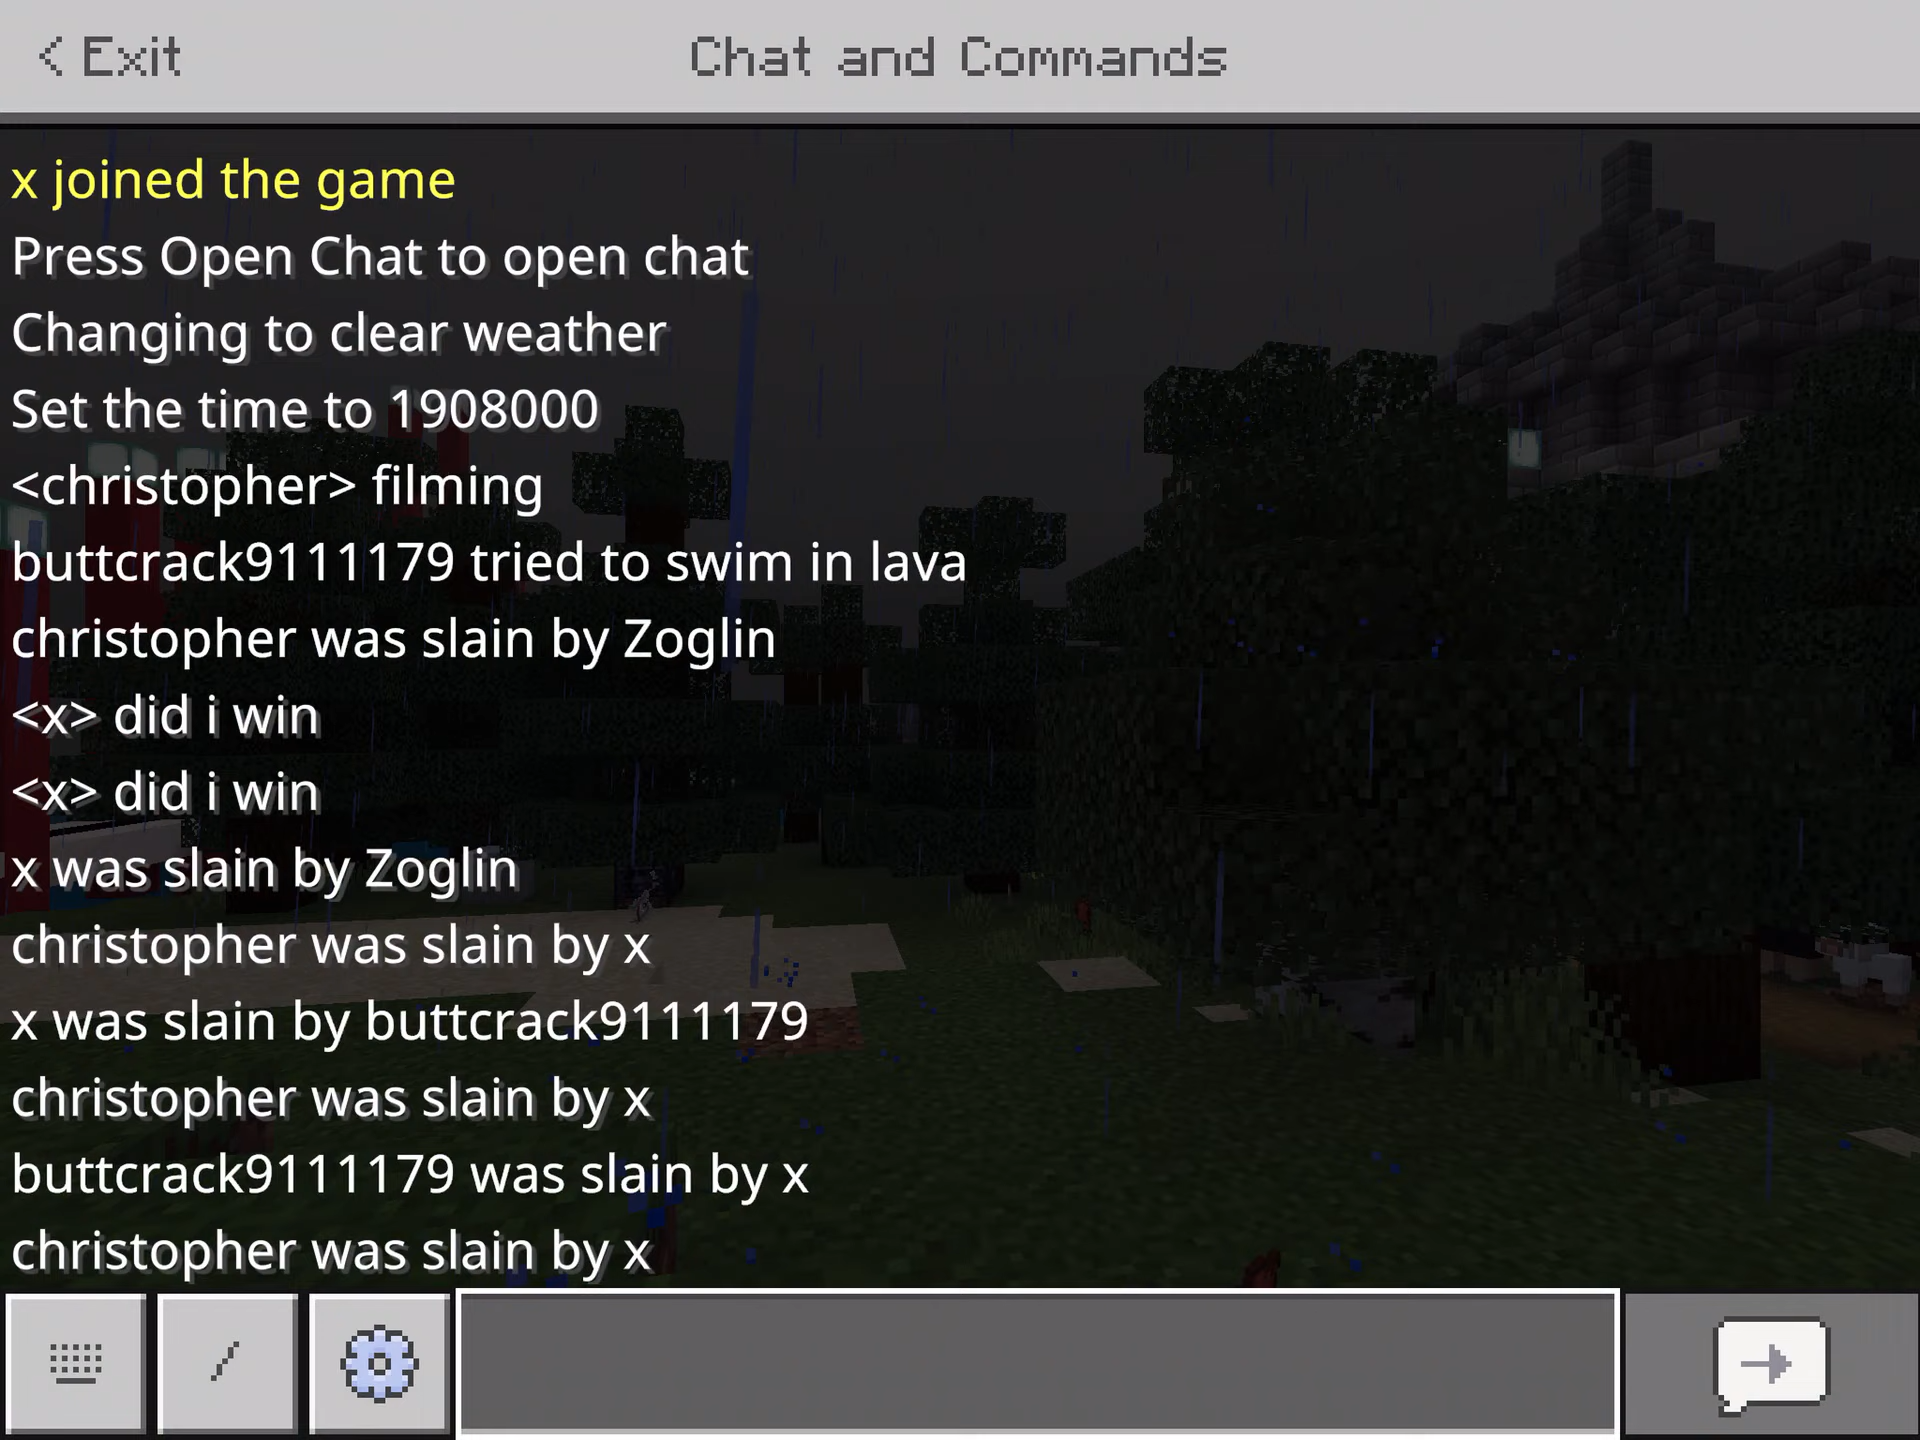 < Exit
Chat and Commands
x joined the game
Press Open Chat to open chat
Changing to clear weather
Set the time to 1908000
<christopher> filming
buttcrack9111179 tried to swim in lava
christopher was slain by Zoglin
<x> did i win
<x> did i win
x was slain by Zoglin
christopher was slain by x
x was slain by buttcrack9111179
christopher was slain by x
buttcrack9111179 was slain by x
christopher was slain by x
/